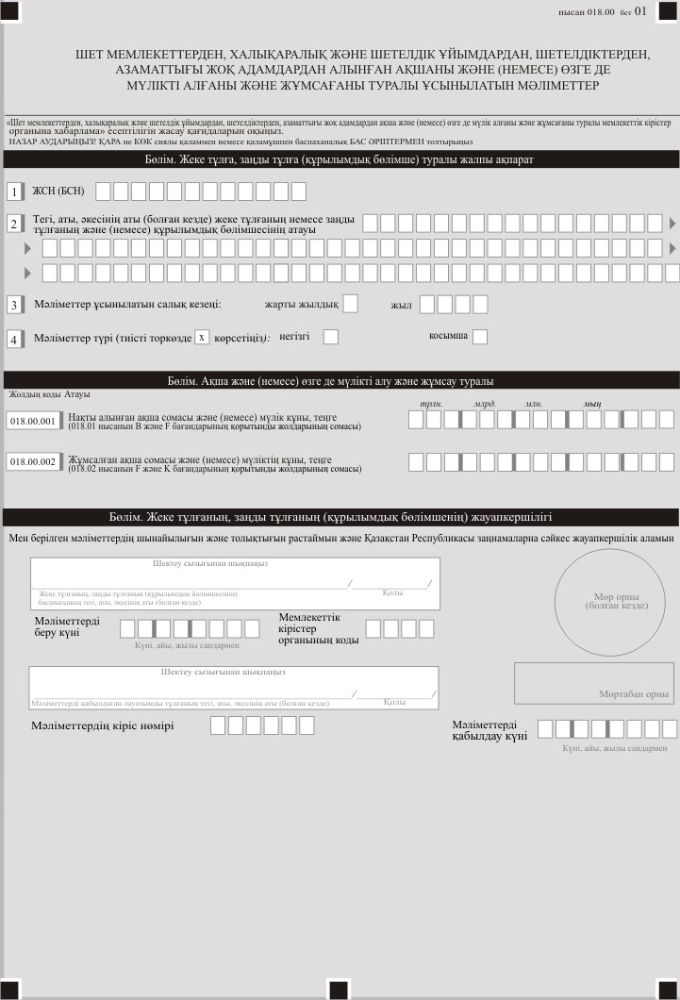 нысан 018.00 бет 01
ШЕТ МЕМЛЕКЕТТЕРДЕН, ХАЛЫҚАРАЛЫҚ ЖӘНЕ ШЕТЕЛДІК ҰЙЫМДАРДАН, ШЕТЕЛДІКТЕРДЕН,
АЗАМАТТЫҒЫ ЖОҚ АДАМДАРДАН АЛЫНҒАН АҚШАНЫ ЖӘНЕ (НЕМЕСЕ) ӨЗГЕ ДЕ
МҮЛІКТІ АЛҒАНЫ ЖӘНЕ ЖҰМСАҒАНЫ ТУРАЛЫ ҰСЫНЫЛАТЫН МӘЛІМЕТТЕР
«Шет мемлекеттерден, халықаралық және шетелдік ұйымдардан, шетелдіктерден, азаматтығы жоқ адамдардан ақша және (немесе) өзге де мүлік алғаны және жұмсағаны туралы мемлекеттік кірістер
органына хабарлама» есептілігін жасау қағидаларын оқыңыз.
НАЗАР АУДАРЫҢЫЗ! ҚАРА не КӨК сиялы қаламмен немесе қаламұшпен баспаханалық БАС ӘРІПТЕРМЕН толтырыңыз
Бөлім. Жеке тұлға, заңды тұлға (құрылымдық бөлімше) туралы жалпы ақпарат
1 ЖСН (БСН)
2 Тегі, аты, әкесінің аты (болған кезде) жеке тұлғаның немесе заңды
тұлғаның және (немесе) құрылымдық бөлімшесінің атауы
3 Мәліметтер ұсынылатын салық кезеңі: жарты жылдық жыл
4 Мәліметтер түрі (тиісті торкөзде x көрсетіңіз): негізгі косымша
Бөлім. Ақша және (немесе) өзге де мүлікті алу және жұмсау туралы
Жолдың коды Атауы
трлн. млрд. млн. мың
018.00.001 Нақты алынған ақша сомасы және (немесе) мүлік құны, теңге
(018.01 нысанын B және F бағандарының қорытынды жолдарының сомасы)
018.00.002 Жұмсалған ақша сомасы және (немесе) мүліктің құны, теңге
(018.02 нысанын F және K бағандарының қорытынды жолдарының сомасы)
Бөлім. Жеке тұлғаның, заңды тұлғаның (құрылымдық бөлімшенің) жауапкершілігі
Мен берілген мәліметтердің шынайылығын және толықтығын растаймын және Қазақстан Республикасы заңнамаларна сәйкес жауапкершілік аламын
Шектеу сызығынан шықпаңыз
/ /
Жеке тұлғаның, заңды тұлғаның (құрылымдық бөлімшесінің) Қолы
басшысының тегі, аты, әкесінің аты (болған кезде)
Мөр орны
(болған кезде)
Мәліметтерді
беру күні
Күні, айы, жылы сандармен
Мемлекеттік
кірістер
органының коды
Шектеу сызығынан шықпаңыз
/ /
Мәліметтерді қабылдаған лауазымды тұлғаның тегі, аты, әкесінің аты (болған кезде) Қолы
Мөртабан орны
Мәліметтердің кіріс нөмірі
Мәліметтерді
қабылдау күні
Күні, айы, жылы сандармен